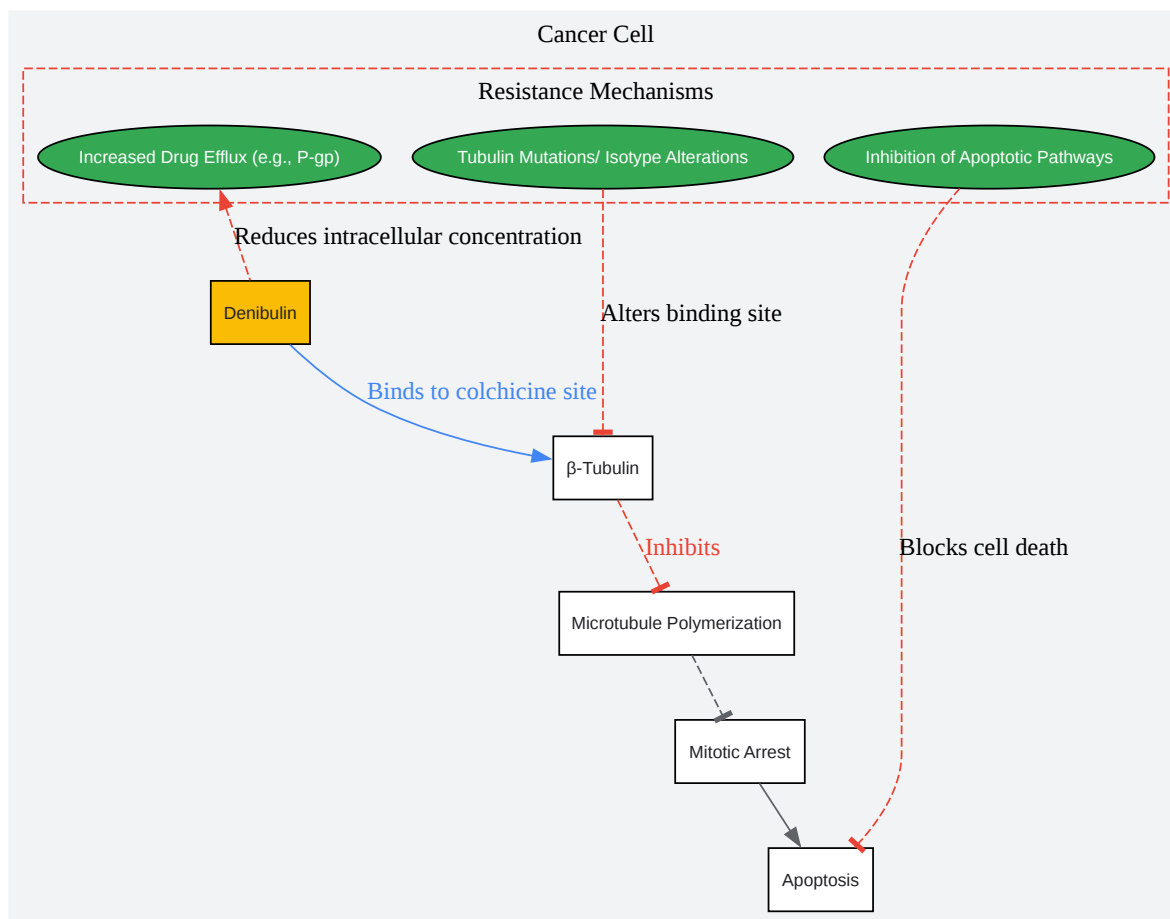 Cancer Cell
Resistance Mechanisms
Increased Drug Efflux (e.g., P-gp)
Tubulin Mutations/ Isotype Alterations
Inhibition of Apoptotic Pathways
Reduces intracellular concentration
Denibulin
Alters binding site
Binds to colchicine site
β-Tubulin
Inhibits
Blocks cell death
Microtubule Polymerization
Mitotic Arrest
Apoptosis